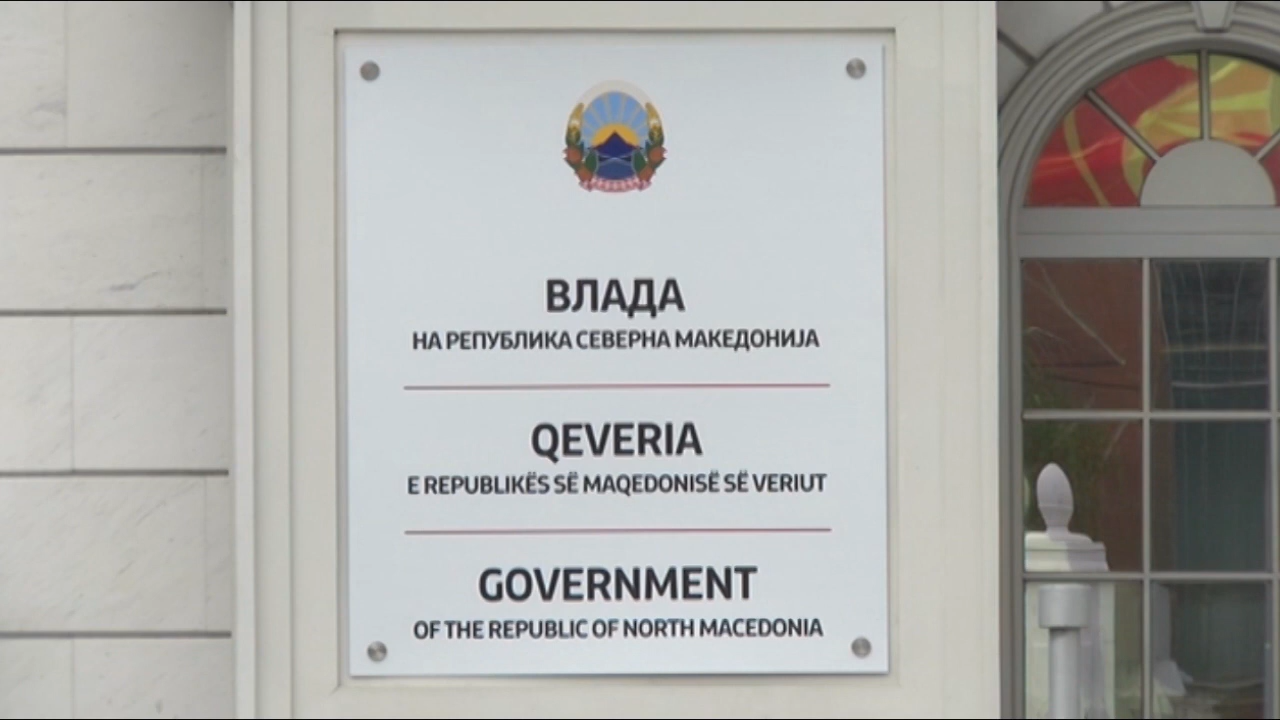 ВЛАДА
НА РЕПУБЛИКА СЕВЕРНА МАКЕДОНИЈА
QEVERIA
E REPUBLIKËS SË MAQEDONISË SË VERIUT
GOVERNMENT
OF THE REPUBLIC OF NORTH MACEDONIA